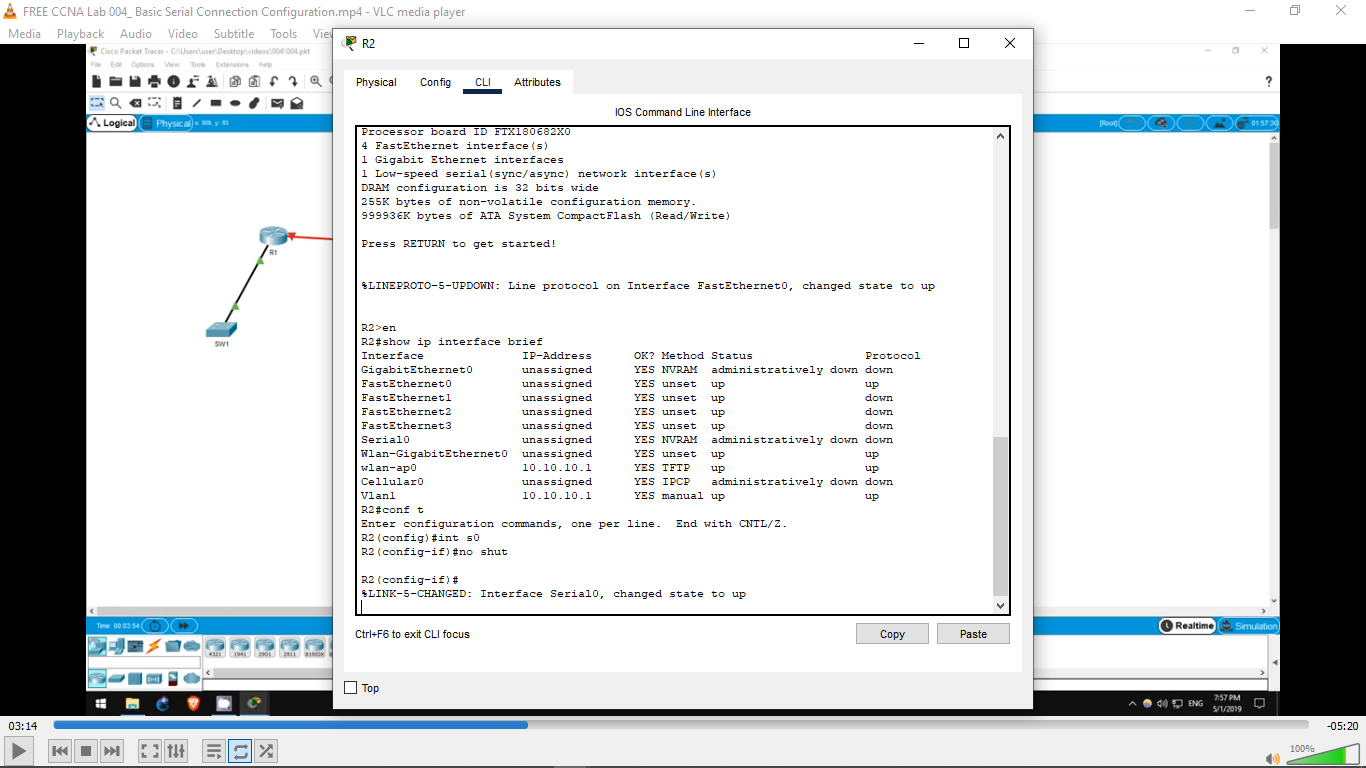 FREE CCNA Lab 004_ Basic Serial Connection Configuration.mp4 - VLC media player
Media Playback Audio Video Subtitle Tools
Cisco Packet Tracer - C:\Users\user\Desktop\videos\004\004.pkt
File Edit Options View Tools Extensions Help
Logical
Physical
[Root]
01:57:30
R1
SW1
R2
Physical Config CLI Attributes
IOS Command Line Interface
Processor board ID FTX180682X0
4 FastEthernet interface(s)
1 Gigabit Ethernet interfaces
1 Low-speed serial(sync/async) network interface(s)
DRAM configuration is 32 bits wide
255K bytes of non-volatile configuration memory.
999936K bytes of ATA System CompactFlash (Read/Write)
Press RETURN to get started!
%LINEPROTO-5-UPDOWN: Line protocol on Interface FastEthernet0, changed state to up
R2>en
R2#show ip interface brief
Interface IP-Address OK? Method Status Protocol
GigabitEthernet0 unassigned YES NVRAM administratively down down
FastEthernet0 unassigned YES unset up up
FastEthernet1 unassigned YES unset up down
FastEthernet2 unassigned YES unset up down
FastEthernet3 unassigned YES unset up down
Serial0 unassigned YES NVRAM administratively down down
Wlan-GigabitEthernet0 unassigned YES unset up up
wlan-ap0 10.10.10.1 YES TFTP up up
Cellular0 unassigned YES IPCP administratively down down
Vlan1 10.10.10.1 YES manual up up
R2#conf t
Enter configuration commands, one per line. End with CNTL/Z.
R2(config)#int s0
R2(config-if)#no shut
R2(config-if)#
%LINK-5-CHANGED: Interface Serial0, changed state to up
Ctrl+F6 to exit CLI focus
Copy Paste
Top
Time: 00:03:54
Realtime Simulation
4321 1941 2901 2911
ENG
7:57 PM
5/1/2019
03:14
-05:20
100%